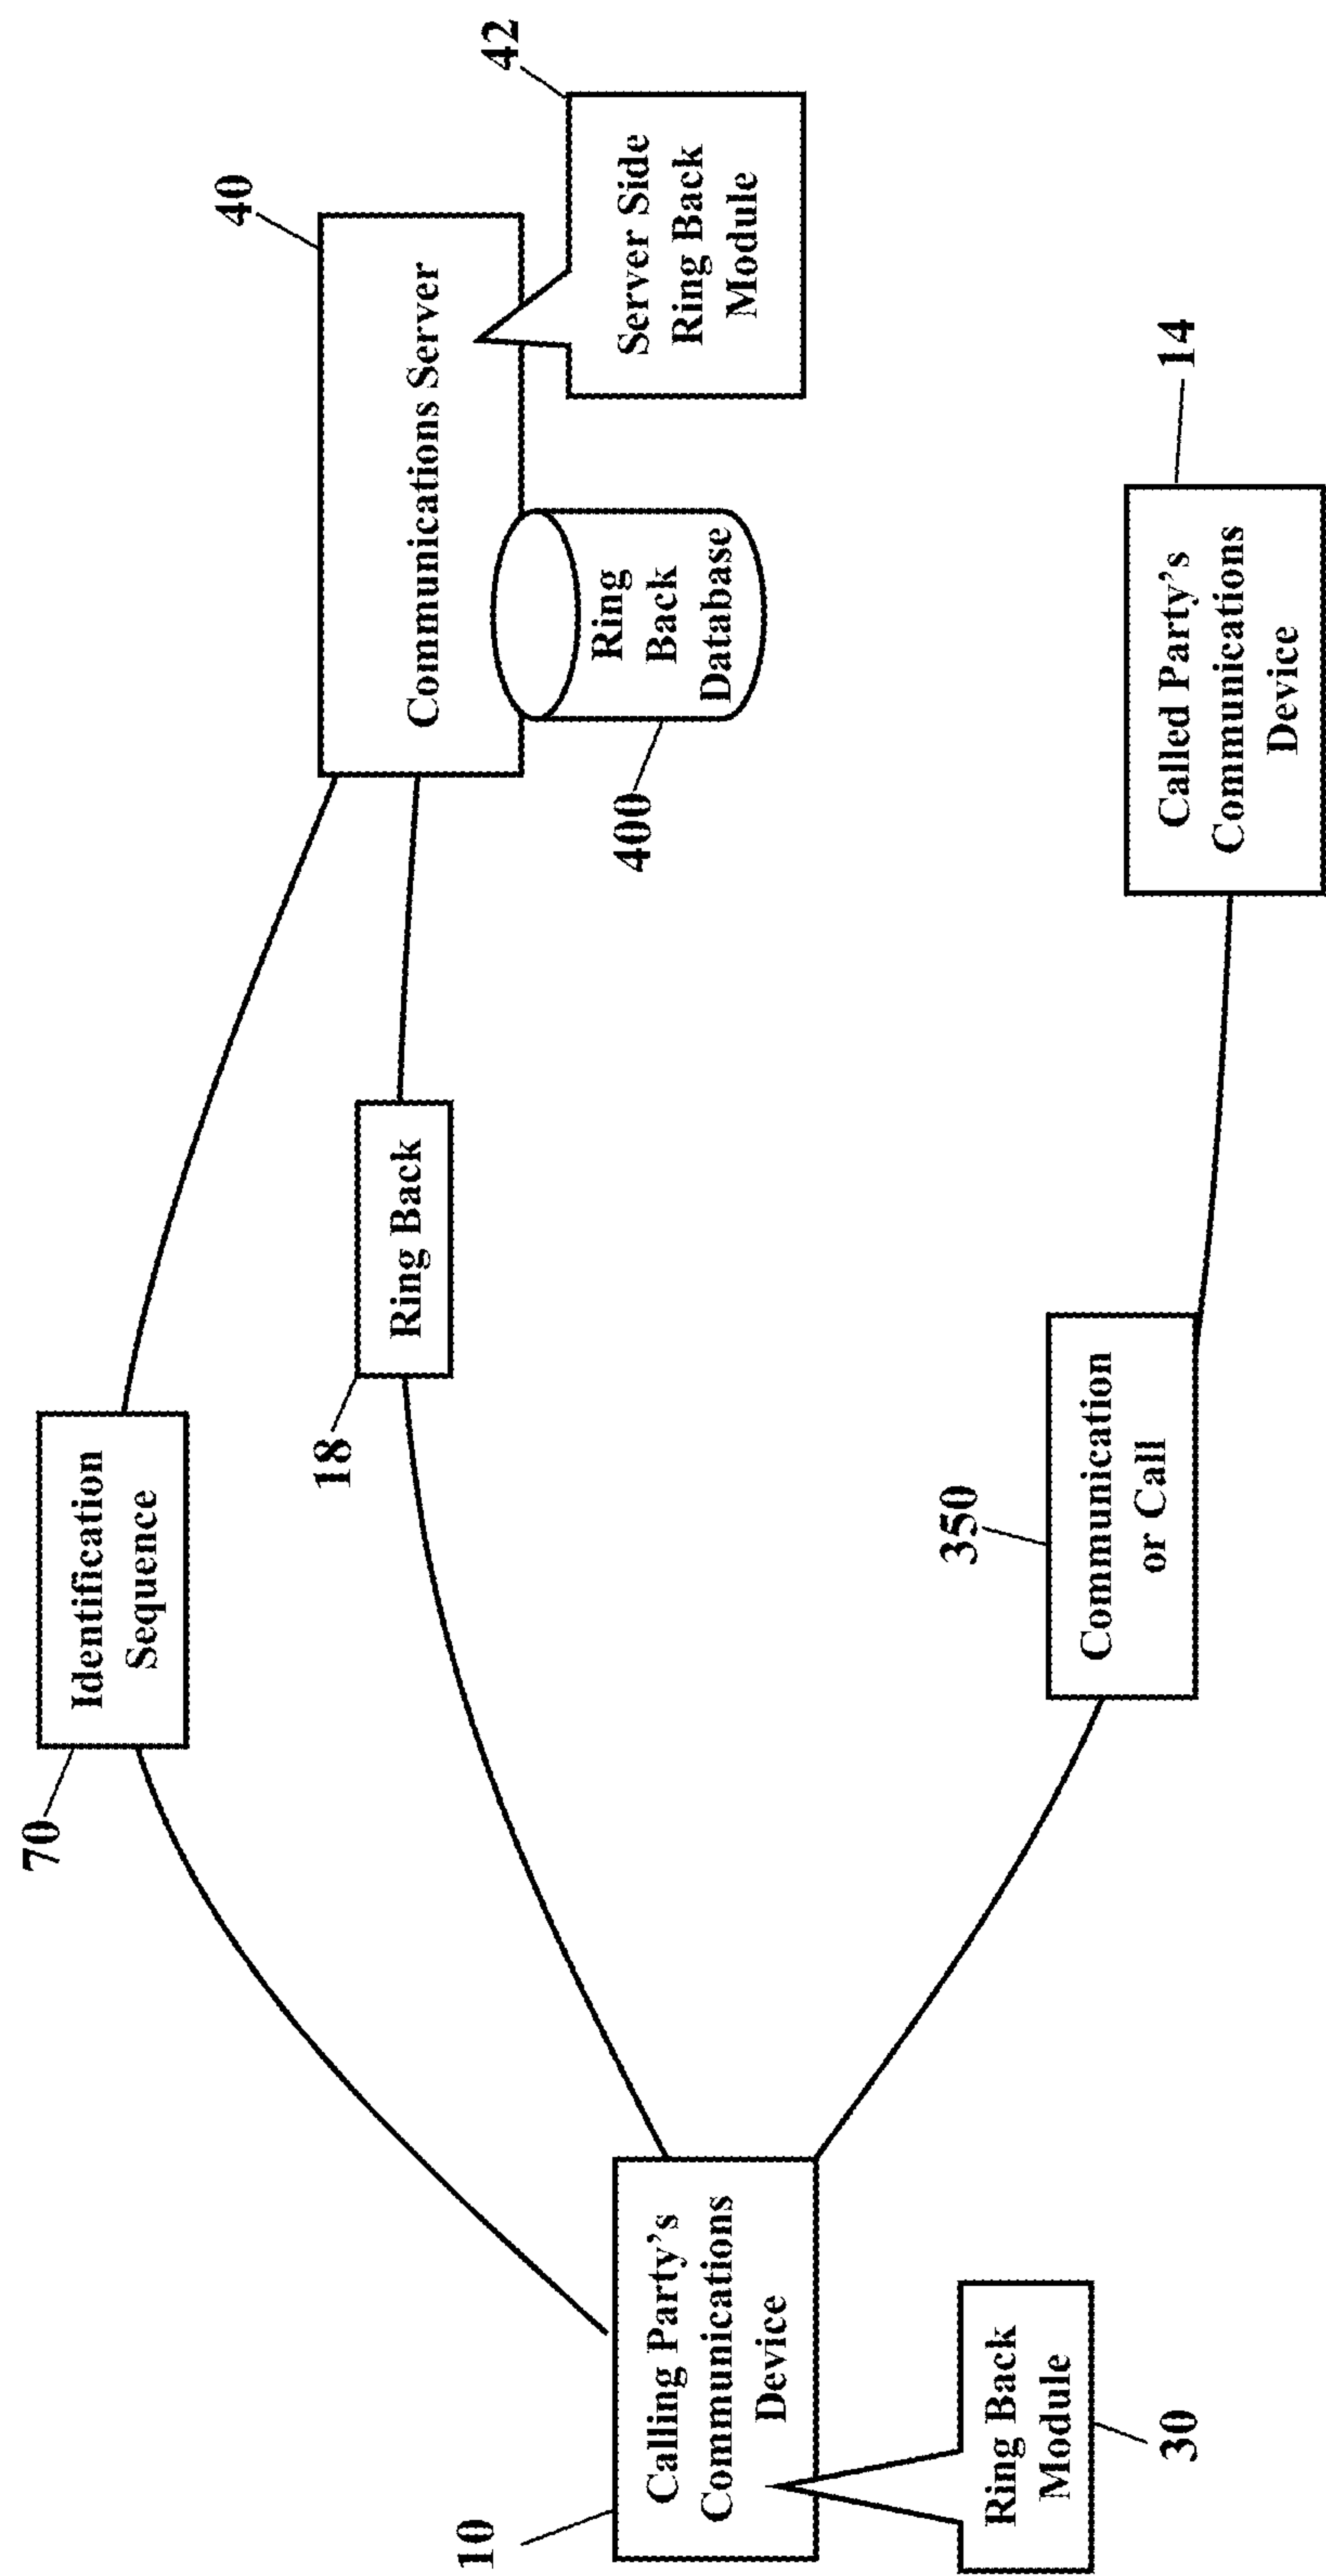 70
Identification
Sequence
18
Ring Back
40
Communications Server
42
Server Side
Ring Back
Module
400
Ring
Back
Database
10
Calling Party’s
Communications
Device
30
Ring Back
Module
350
Communication
or Call
14
Called Party’s
Communications
Device